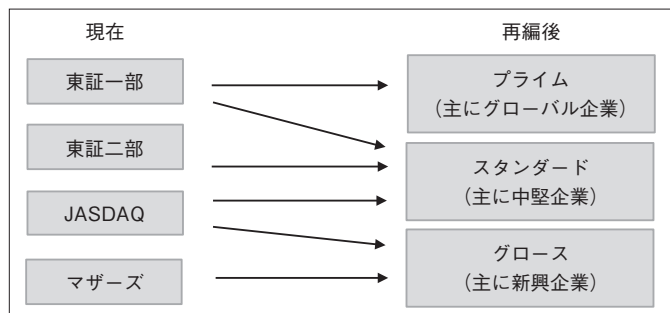 現在
再編後
東証一部
東証二部
JASDAQ
マザーズ
プライム
（主にグローバル企業）
スタンダード
（主に中堅企業）
グロース
（主に新興企業）